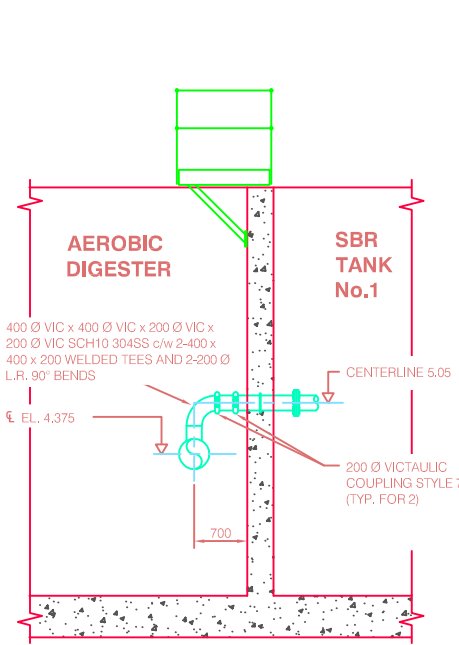 AEROBIC
DIGESTER
SBR
TANK
No.1
400 Ø VIC x 400 Ø VIC x 200 Ø VIC x
200 Ø VIC SCH10 304SS c/w 2-400 x
400 x 200 WELDED TEES AND 2-200 Ø
L.R. 90° BENDS
CENTERLINE 5.05
℄ EL. 4.375
200 Ø VICTAULIC
COUPLING STYLE
(TYP. FOR 2)
700